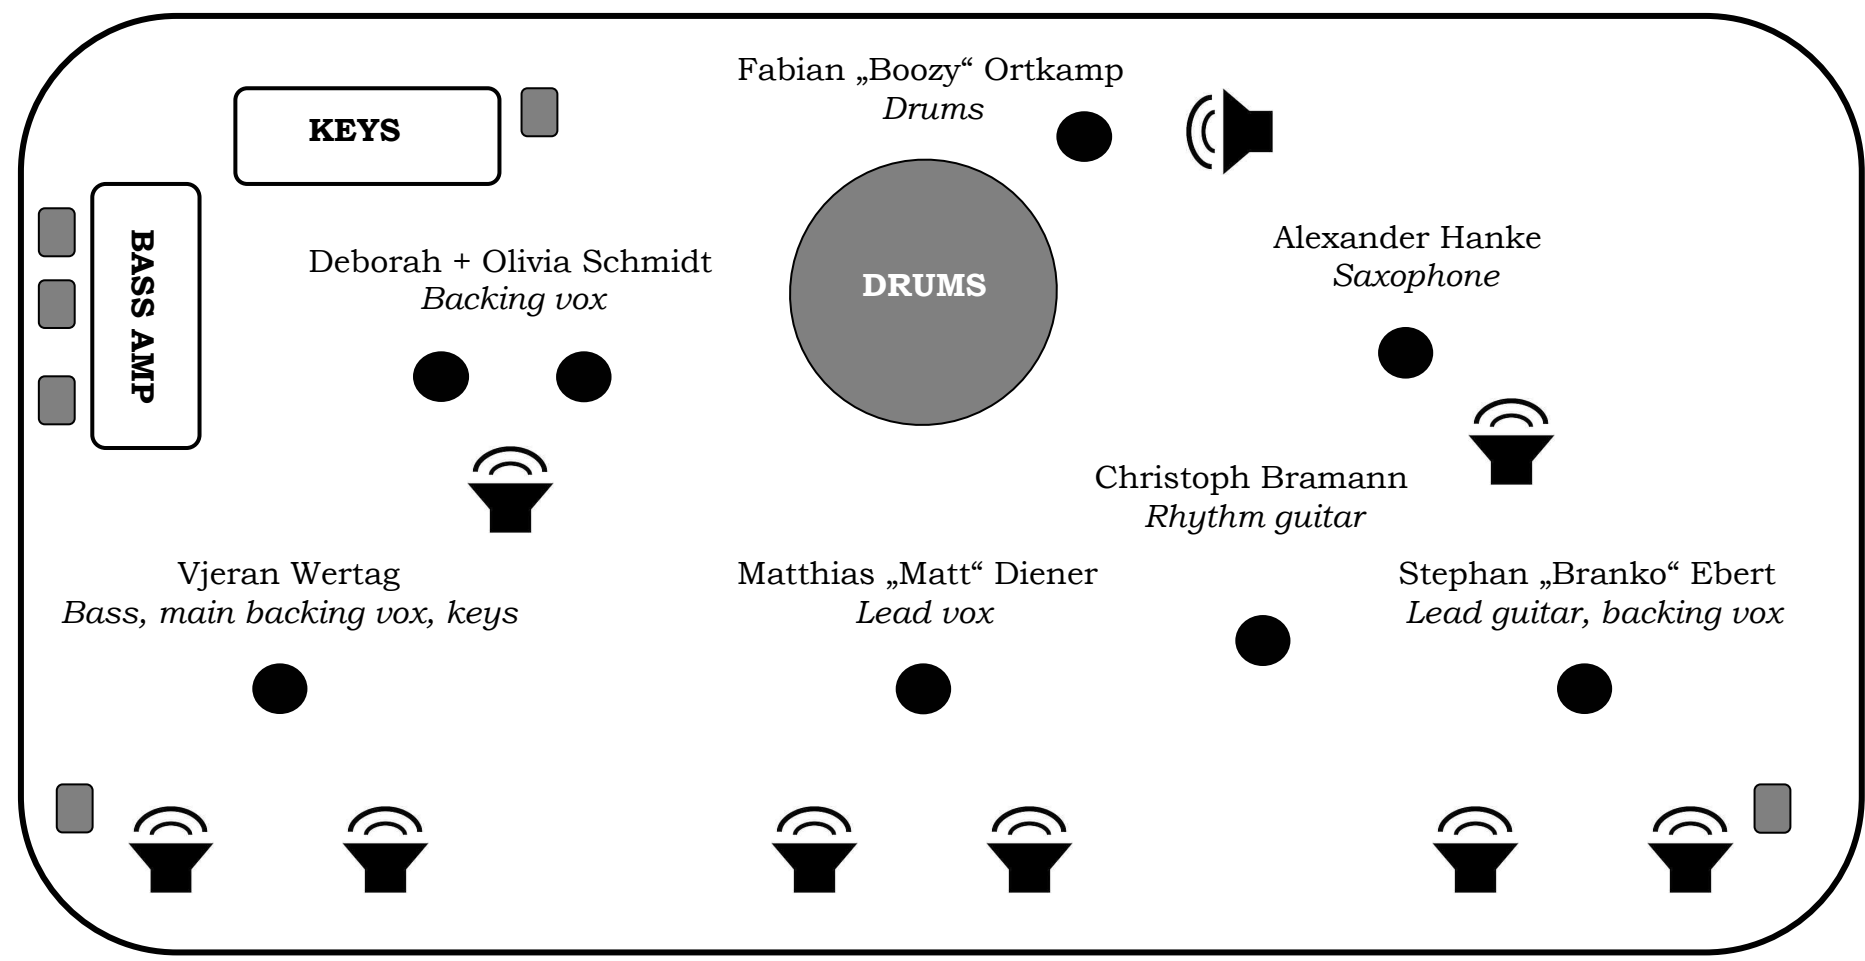 Fabian „Boozy“ Ortkamp
Drums
KEYS
BASS AMP
Deborah + Olivia Schmidt
Backing vox
DRUMS
Alexander Hanke
Saxophone
Christoph Bramann
Rhythm guitar
Vjeran Wertag
Bass, main backing vox, keys
Matthias „Matt“ Diener
Lead vox
Stephan „Branko“ Ebert
Lead guitar, backing vox